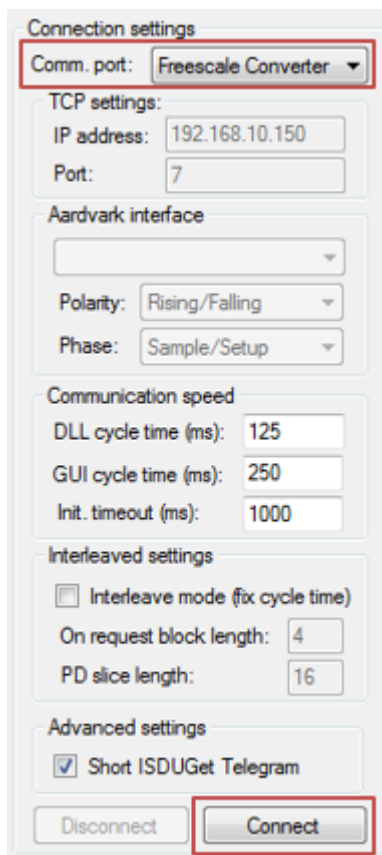 Connection settings
Comm. port: Freescale Converter
TCP settings:
IP address: 192.168.10.150
Port: 7
Aardvark interface
Polarity: Rising/Falling
Phase: Sample/Setup
Communication speed
DLL cycle time (ms): 125
GUI cycle time (ms): 250
Init. timeout (ms): 1000
Interleaved settings
Interleave mode (fix cycle time)
On request block length: 4
PD slice length: 16
Advanced settings
Short ISDUGet Telegram
Disconnect Connect